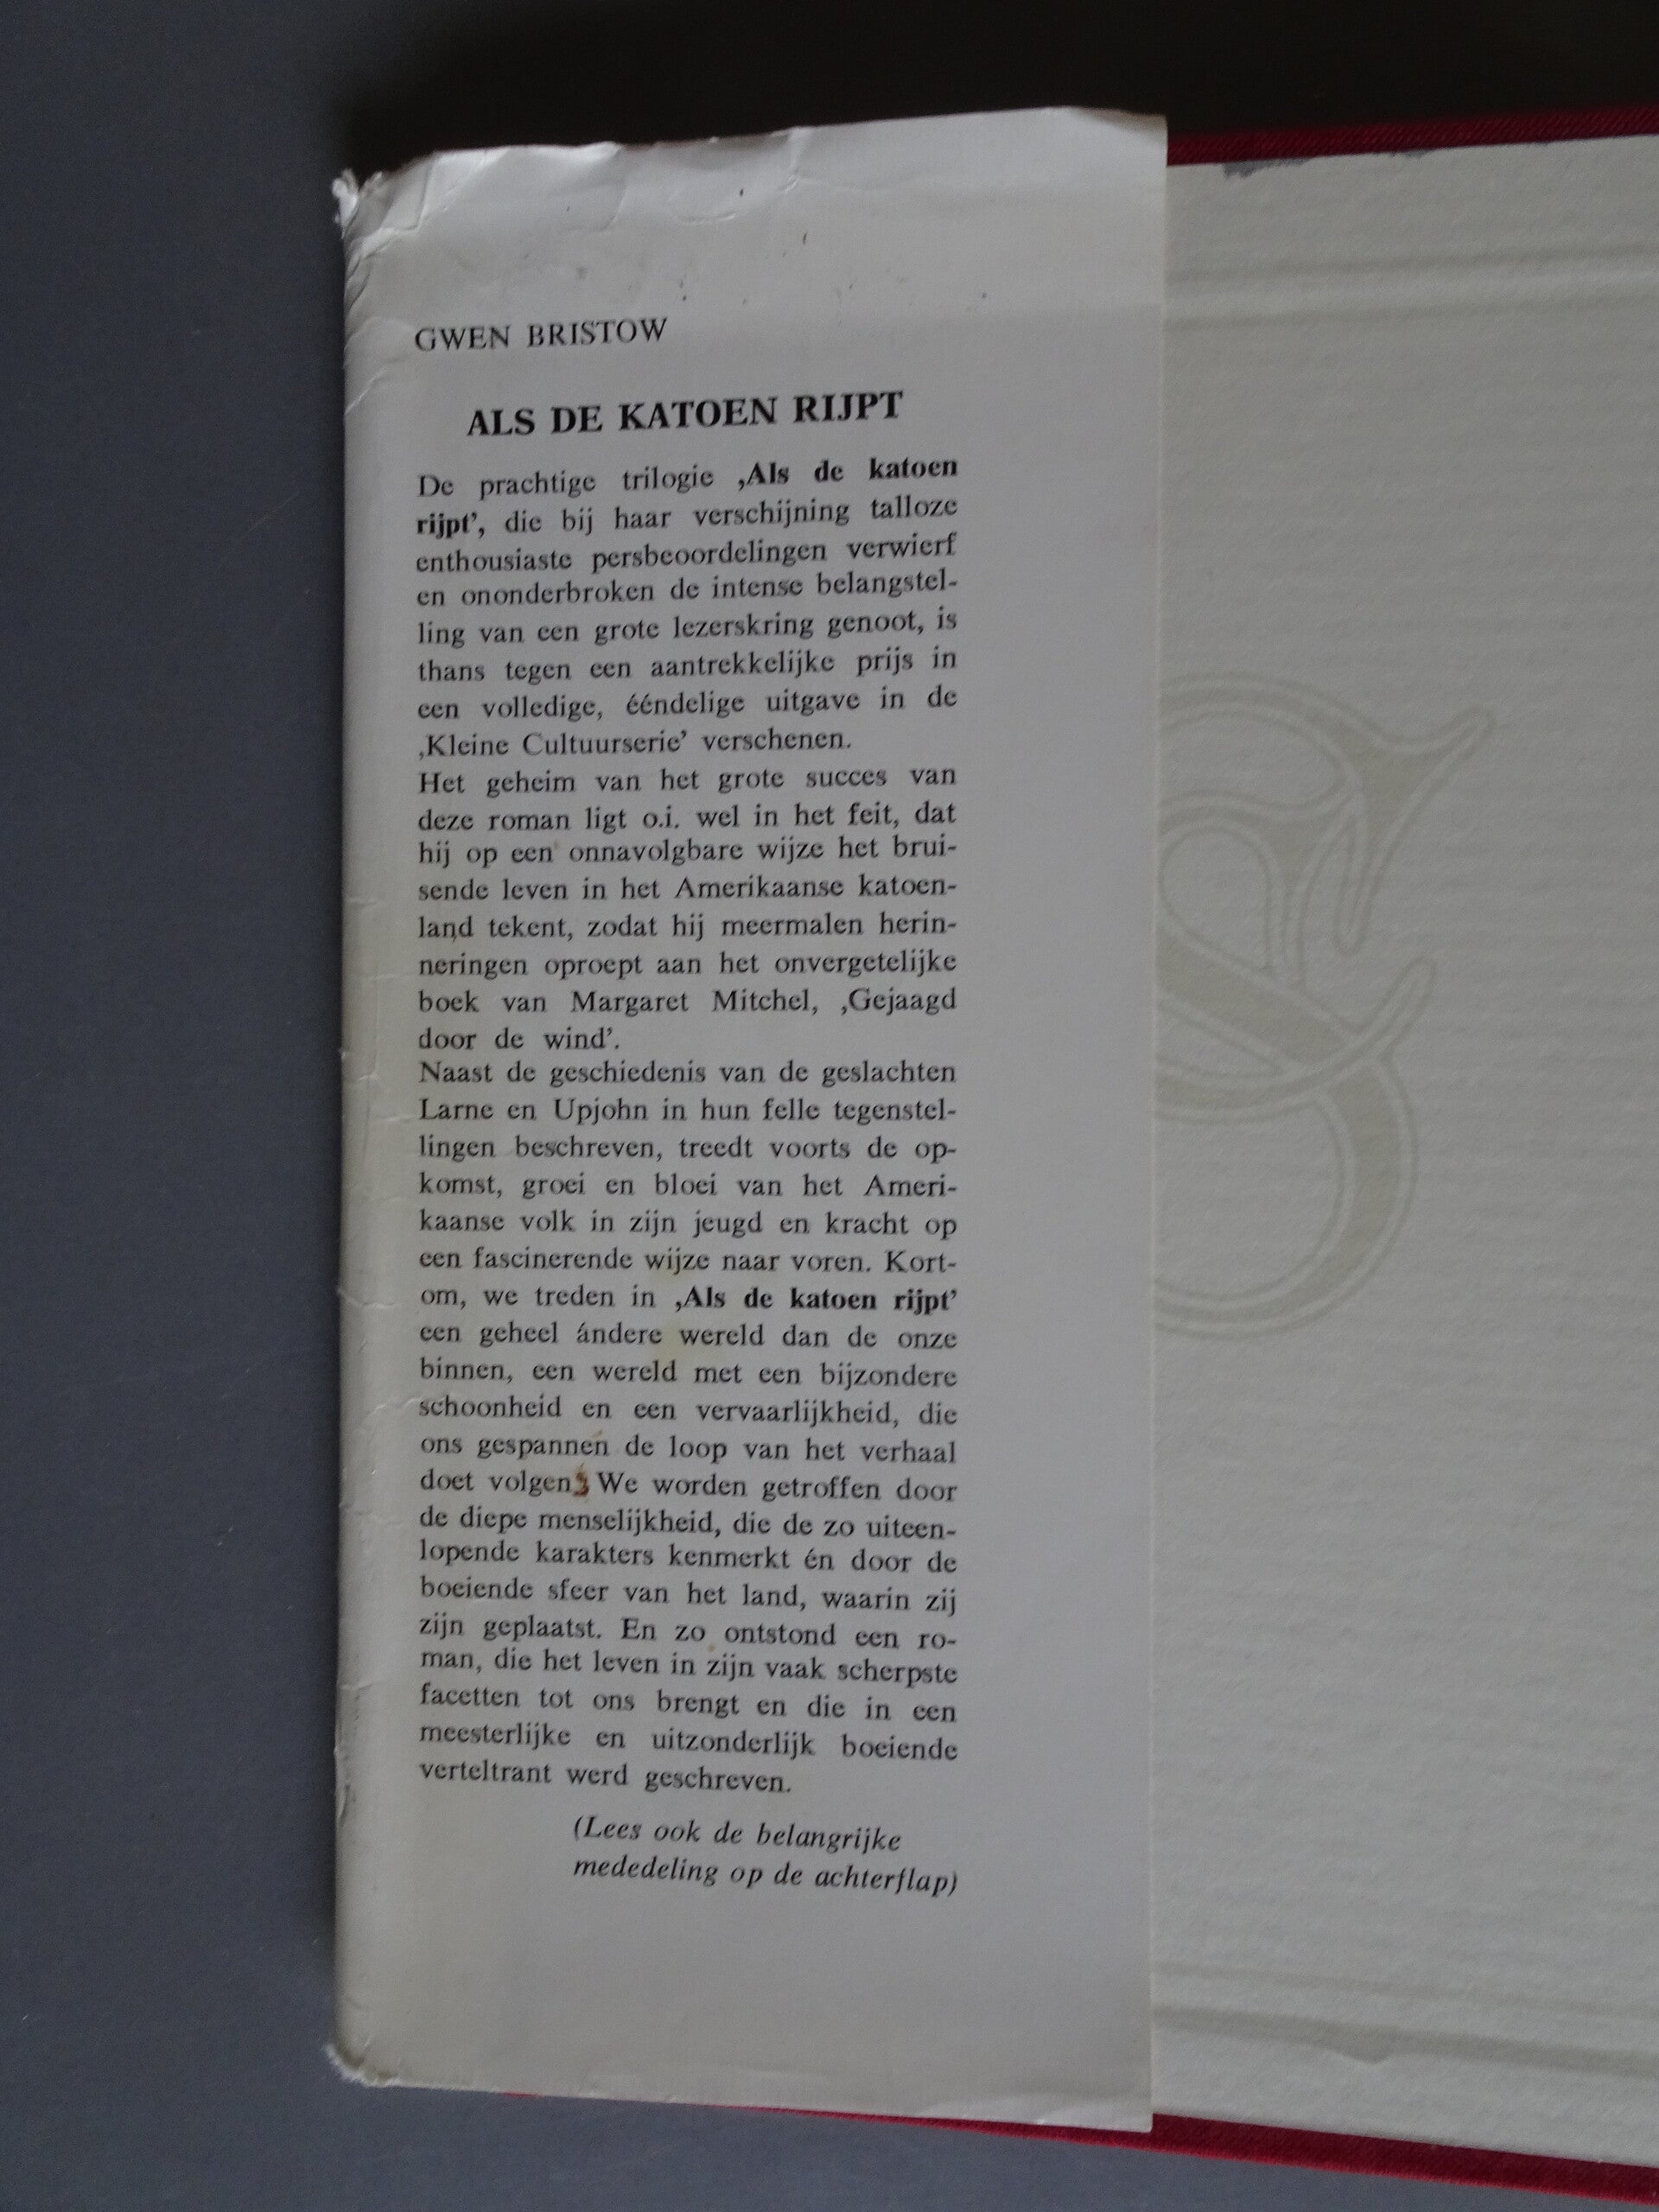 GWEN BRISTOW
ALS DE KATOEN RIJPT
De prachtige trilogie ‚Als de katoen
rijpt’, die bij haar verschijning talloze
enthousiaste persbeoordelingen verwierf
en ononderbroken de intense belangstel-
ling van een grote lezerskring genoot, is
thans tegen een aantrekkelijke prijs in
een volledige, ééndelige uitgave in de
‚Kleine Cultuurserie’ verschenen.
Het geheim van het grote succes van
deze roman ligt o.i. wel in het feit, dat
hij op een onnavolgbare wijze het brui-
sende leven in het Amerikaanse katoen-
land tekent, zodat hij meermalen herin-
neringen oproept aan het onvergetelijke
boek van Margaret Mitchel, ‚Gejaagd
door de wind’.
Naast de geschiedenis van de geslachten
Larne en Upjohn in hun felle tegenstel-
lingen beschreven, treedt voorts de op-
komst, groei en bloei van het Ameri-
kaanse volk in zijn jeugd en kracht op
een fascinerende wijze naar voren. Kort-
om, we treden in ‚Als de katoen rijpt’
een geheel ándere wereld dan de onze
binnen, een wereld met een bijzondere
schoonheid en een vervaarlijkheid, die
ons gespannen de loop van het verhaal
doet volgen. We worden getroffen door
de diepe menselijkheid, die de zo uiteen-
lopende karakters kenmerkt én door de
boeiende sfeer van het land, waarin zij
zijn geplaatst. En zo ontstond een ro-
man, die het leven in zijn vaak scherpste
facetten tot ons brengt en die in een
meesterlijke en uitzonderlijk boeiende
verteltrant werd geschreven.
(Lees ook de belangrijke
mededeling op de achterflap)